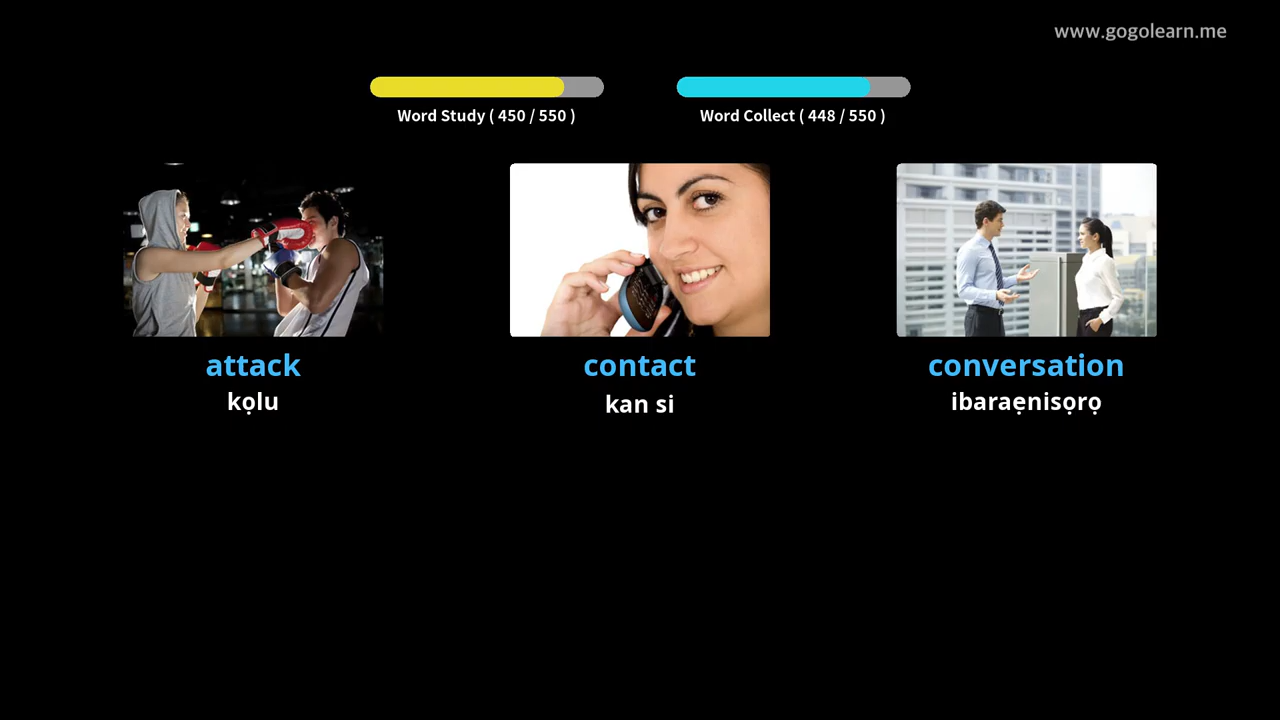 www.gogolearn.me
Word Study ( 450 / 550 )
Word Collect ( 448 / 550 )
attack
contact
conversation
kọlu
kan si
ibaraẹnisọrọ